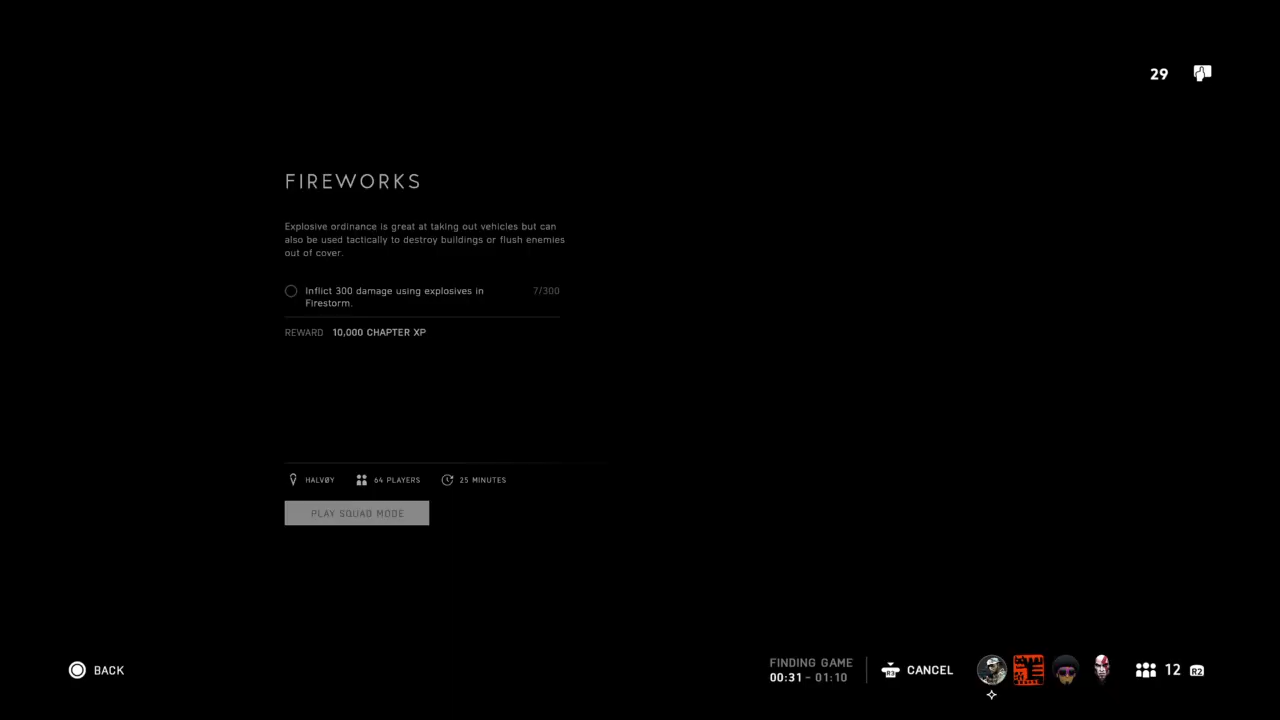 29
FIREWORKS
Explosive ordinance is great at taking out vehicles but can
also be used tactically to destroy buildings or flush enemies
out of cover.
Inflict 300 damage using explosives in 7/300
Firestorm.
REWARD 10,000 CHAPTER XP
HALVØY 64 PLAYERS 25 MINUTES
PLAY SQUAD MODE
BACK
FINDING GAME
00:31 - 01:10
R3 CANCEL
12 R2